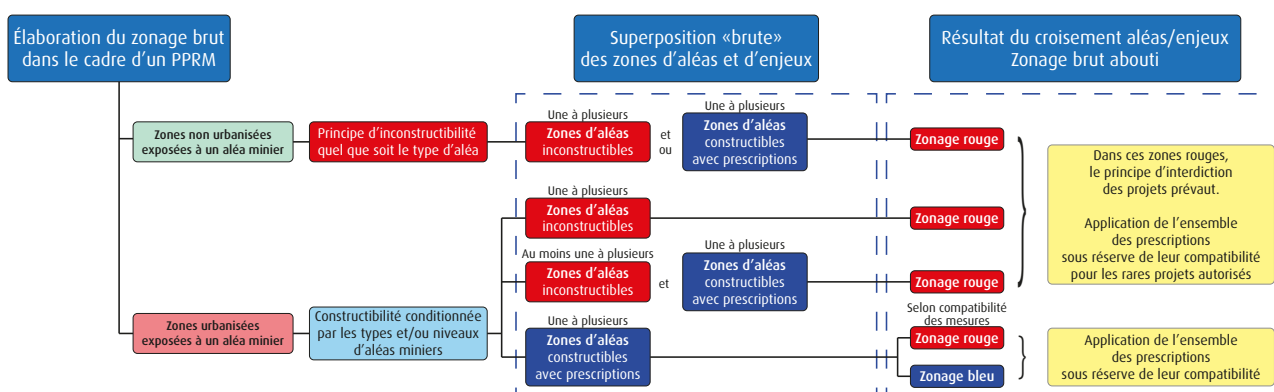 Élaboration du zonage brut
dans le cadre d'un PPRM
Superposition «brute»
des zones d'aléas et d'enjeux
Résultat du croisement aléas/enjeux
Zonage brut abouti
Zones non urbanisées
exposées à un aléa minier
Principe d'inconstructibilité
quel que soit le type d'aléa
Une à plusieurs
Zones d'aléas
inconstructibles
et
ou
Une à plusieurs
Zones d'aléas
constructibles
avec prescriptions
Zonage rouge
Une à plusieurs
Zones d'aléas
inconstructibles
Zonage rouge
Au moins une à plusieurs
Zones d'aléas
inconstructibles
et
Une à plusieurs
Zones d'aléas
constructibles
avec prescriptions
Zonage rouge
Dans ces zones rouges,
le principe d'interdiction
des projets prévaut.
Application de l'ensemble
des prescriptions
sous réserve de leur compatibilité
pour les rares projets autorisés
Zones urbanisées
exposées à un aléa minier
Constructibilité conditionnée
par les types et/ou niveaux
d'aléas miniers
Une à plusieurs
Zones d'aléas
constructibles
avec prescriptions
Selon compatibilité
des mesures
Zonage rouge
Zonage bleu
Application de l'ensemble
des prescriptions
sous réserve de leur compatibilité